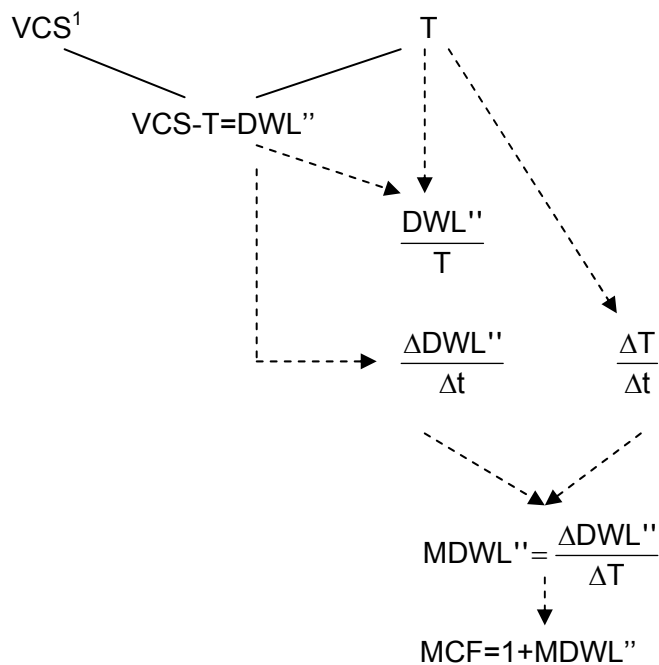 VCS¹ T
VCS-T=DWL''
DWL''
T
ΔDWL'' ΔT
Δt Δt
MDWL''= ΔDWL''
ΔT
MCF=1+MDWL''